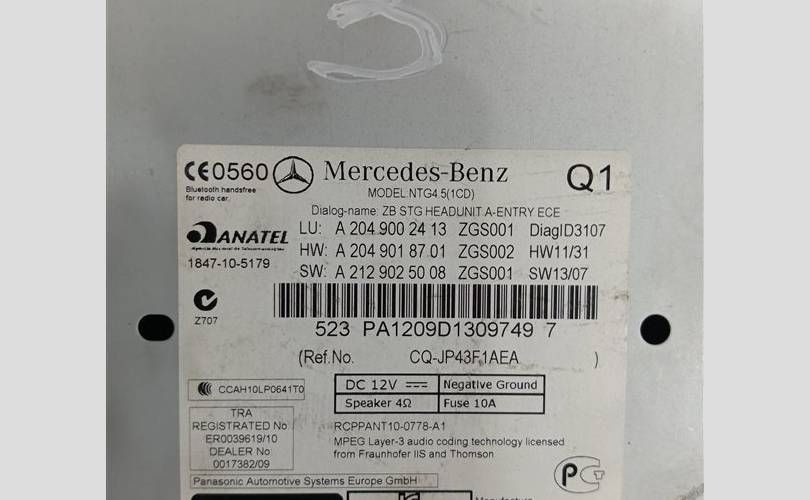 CE0560 Mercedes-Benz Q1
Bluetooth handsfree
for radio car.
MODEL:NTG4.5(1CD)
Dialog-name: ZB STG HEADUNIT A-ENTRY ECE
ANATEL
1847-10-5179
LU: A 204 900 24 13 ZGS001 DiagID3107
HW: A 204 901 87 01 ZGS002 HW11/31
SW: A 212 902 50 08 ZGS001 SW13/07
Z707
523 PA1209D1309749 7
(Ref.No. CQ-JP43F1AEA )
CCAH10LP0641T0
DC 12V Negative Ground
Speaker 4Ω Fuse 10A
TRA
REGISTRATED No:
ER0039619/10
DEALER No:
0017382/09
RCPPANT10-0778-A1
MPEG Layer-3 audio coding technology licensed
from Fraunhofer IIS and Thomson
Panasonic Automotive Systems Europe GmbH